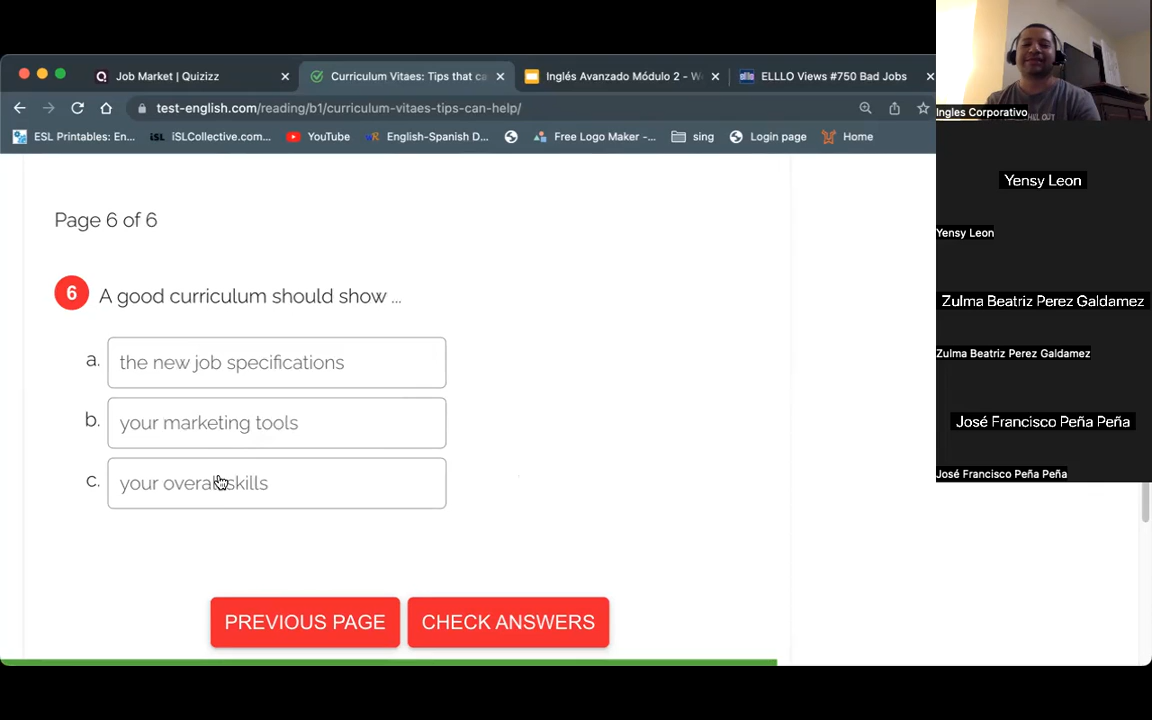 Job Market | Quizizz
Curriculum Vitaes: Tips that ca
Inglés Avanzado Módulo 2 - W
ELLLO Views #750 Bad Jobs
test-english.com/reading/b1/curriculum-vitaes-tips-can-help/
ESL Printables: En...
iSL iSLCollective.com...
YouTube
English-Spanish D...
Free Logo Maker -...
sing
Login page
Home
Page 6 of 6
6 A good curriculum should show ...
a. the new job specifications
b. your marketing tools
c. your overall skills
PREVIOUS PAGE
CHECK ANSWERS
Ingles Corporativo
Yensy Leon
Yensy Leon
Zulma Beatriz Perez Galdamez
Zulma Beatriz Perez Galdamez
José Francisco Peña Peña
José Francisco Peña Peña